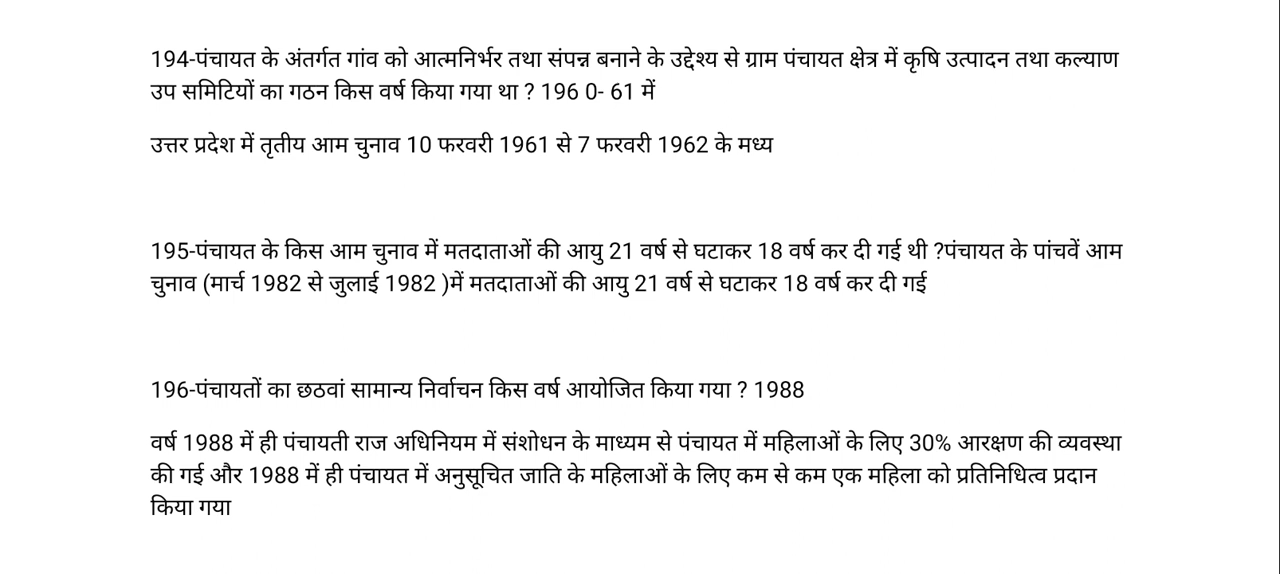 194-पंचायत के अंतर्गत गांव को आत्मनिर्भर तथा संपन्न बनाने के उद्देश्य से ग्राम पंचायत क्षेत्र में कृषि उत्पादन तथा कल्याण
उप समितियों का गठन किस वर्ष किया गया था ? 196 0- 61 में
उत्तर प्रदेश में तृतीय आम चुनाव 10 फरवरी 1961 से 7 फरवरी 1962 के मध्य
195-पंचायत के किस आम चुनाव में मतदाताओं की आयु 21 वर्ष से घटाकर 18 वर्ष कर दी गई थी ?पंचायत के पांचवें आम
चुनाव (मार्च 1982 से जुलाई 1982 )में मतदाताओं की आयु 21 वर्ष से घटाकर 18 वर्ष कर दी गई
196-पंचायतों का छठवां सामान्य निर्वाचन किस वर्ष आयोजित किया गया ? 1988
वर्ष 1988 में ही पंचायती राज अधिनियम में संशोधन के माध्यम से पंचायत में महिलाओं के लिए 30% आरक्षण की व्यवस्था
की गई और 1988 में ही पंचायत में अनुसूचित जाति के महिलाओं के लिए कम से कम एक महिला को प्रतिनिधित्व प्रदान
किया गया